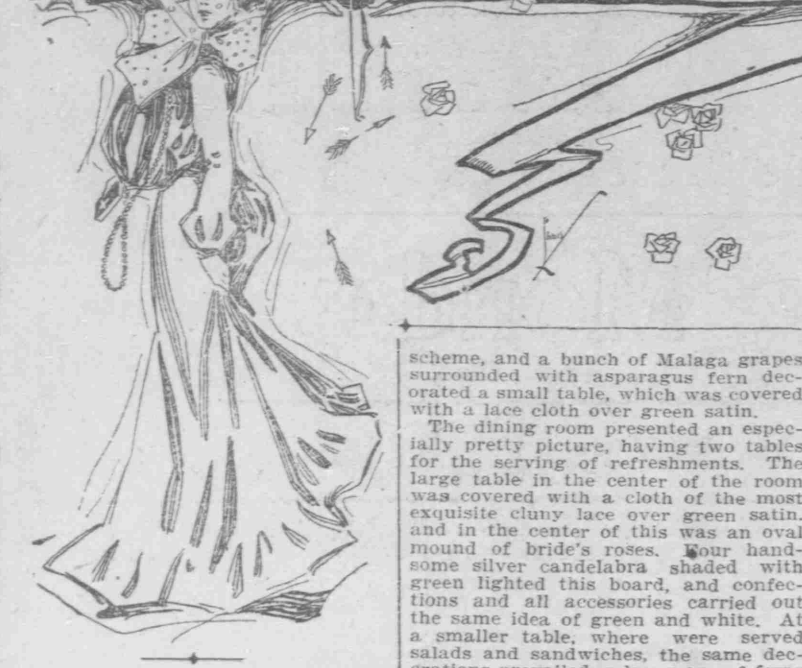 scheme, and a bunch of Malaga grapes
surrounded with asparagus fern dec-
orated a small table, which was covered
with a lace cloth over green satin.
The dining room presented an espec-
ially pretty picture, having two tables
for the serving of refreshments. The
large table in the center of the room
was covered with a cloth of the most
exquisite cluny lace over green satin,
and in the center of this was an oval
mound of bride's roses. Four hand-
some silver candelabra shaded with
green lighted this board, and confec-
tions and all accessories carried out
the same idea of green and white. At
a smaller table, where were served
salads and sandwiches, the same dec-